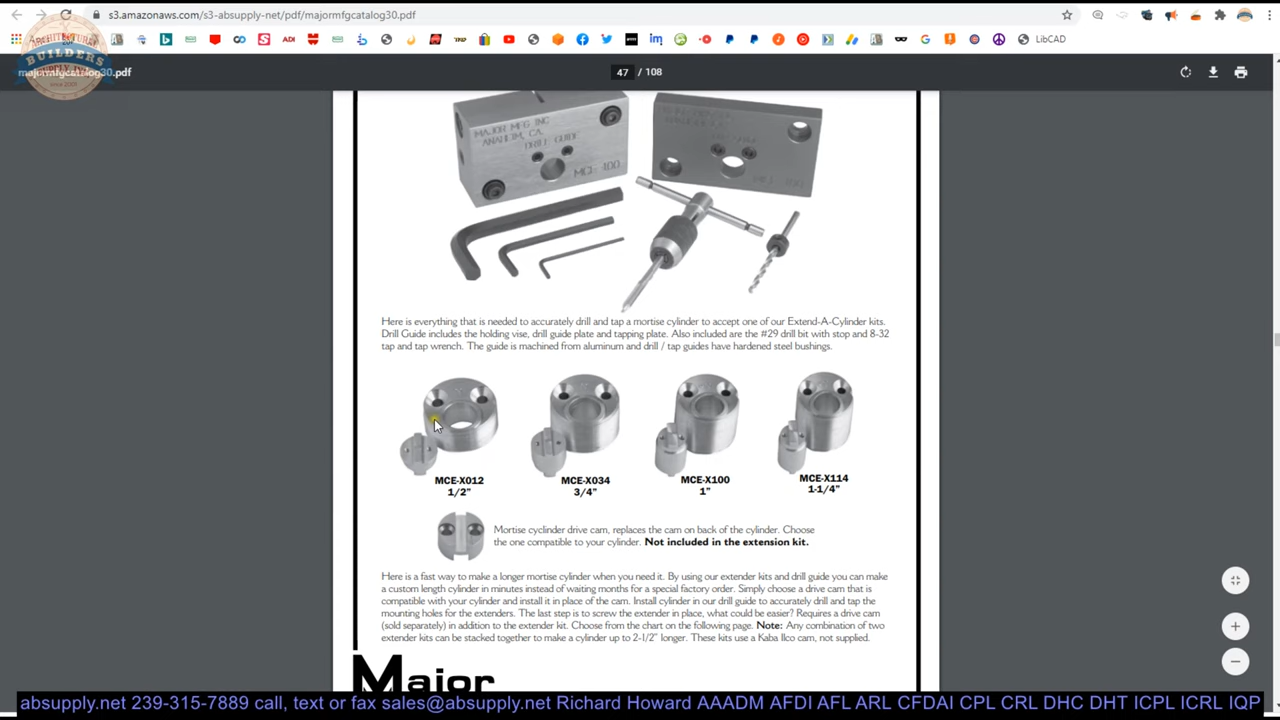 s3.amazonaws.com/s3-absupply-net/pdf/majormfgcatalog30.pdf
LibCAD
ARCHITECTURAL
BUILDERS
SUPPLY INC.
since 2005
majormfgcatalog30.pdf
47 / 108
MAJOR MFG INC
ANAHEIM, CA.
DRILL GUIDE
Here is everything that is needed to accurately drill and tap a mortise cylinder to accept one of our Extend-A-Cylinder kits.
Drill Guide includes the holding vise, drill guide plate and tapping plate. Also included are the #29 drill bit with stop and 8-32
tap and tap wrench. The guide is machined from aluminum and drill / tap guides have hardened steel bushings.
MCE-X012
1/2”
MCE-X034
3/4”
MCE-X100
1”
MCE-X114
1-1/4”
Mortise cyclinder drive cam, replaces the cam on back of the cylinder. Choose
the one compatible to your cylinder. Not included in the extension kit.
Here is a fast way to make a longer mortise cylinder when you need it. By using our extender kits and drill guide you can make
a custom length cylinder in minutes instead of waiting months for a special factory order. Simply choose a drive cam that is
compatible with your cylinder and install it in place of the cam. Install cylinder in our drill guide to accurately drill and tap the
mounting holes for the extenders. The last step is to screw the extender in place, what could be easier? Requires a drive cam
(sold separately) in addition to the extender kit. Choose from the chart on the following page. Note: Any combination of two
extender kits can be stacked together to make a cylinder up to 2-1/2” longer. These kits use a Kaba Ilco cam, not supplied.
Major
absupply.net 239-315-7889 call, text or fax sales@absupply.net Richard Howard AAADM AFDI AFL ARL CFDAI CPL CRL DHC DHT ICPL ICRL IQP